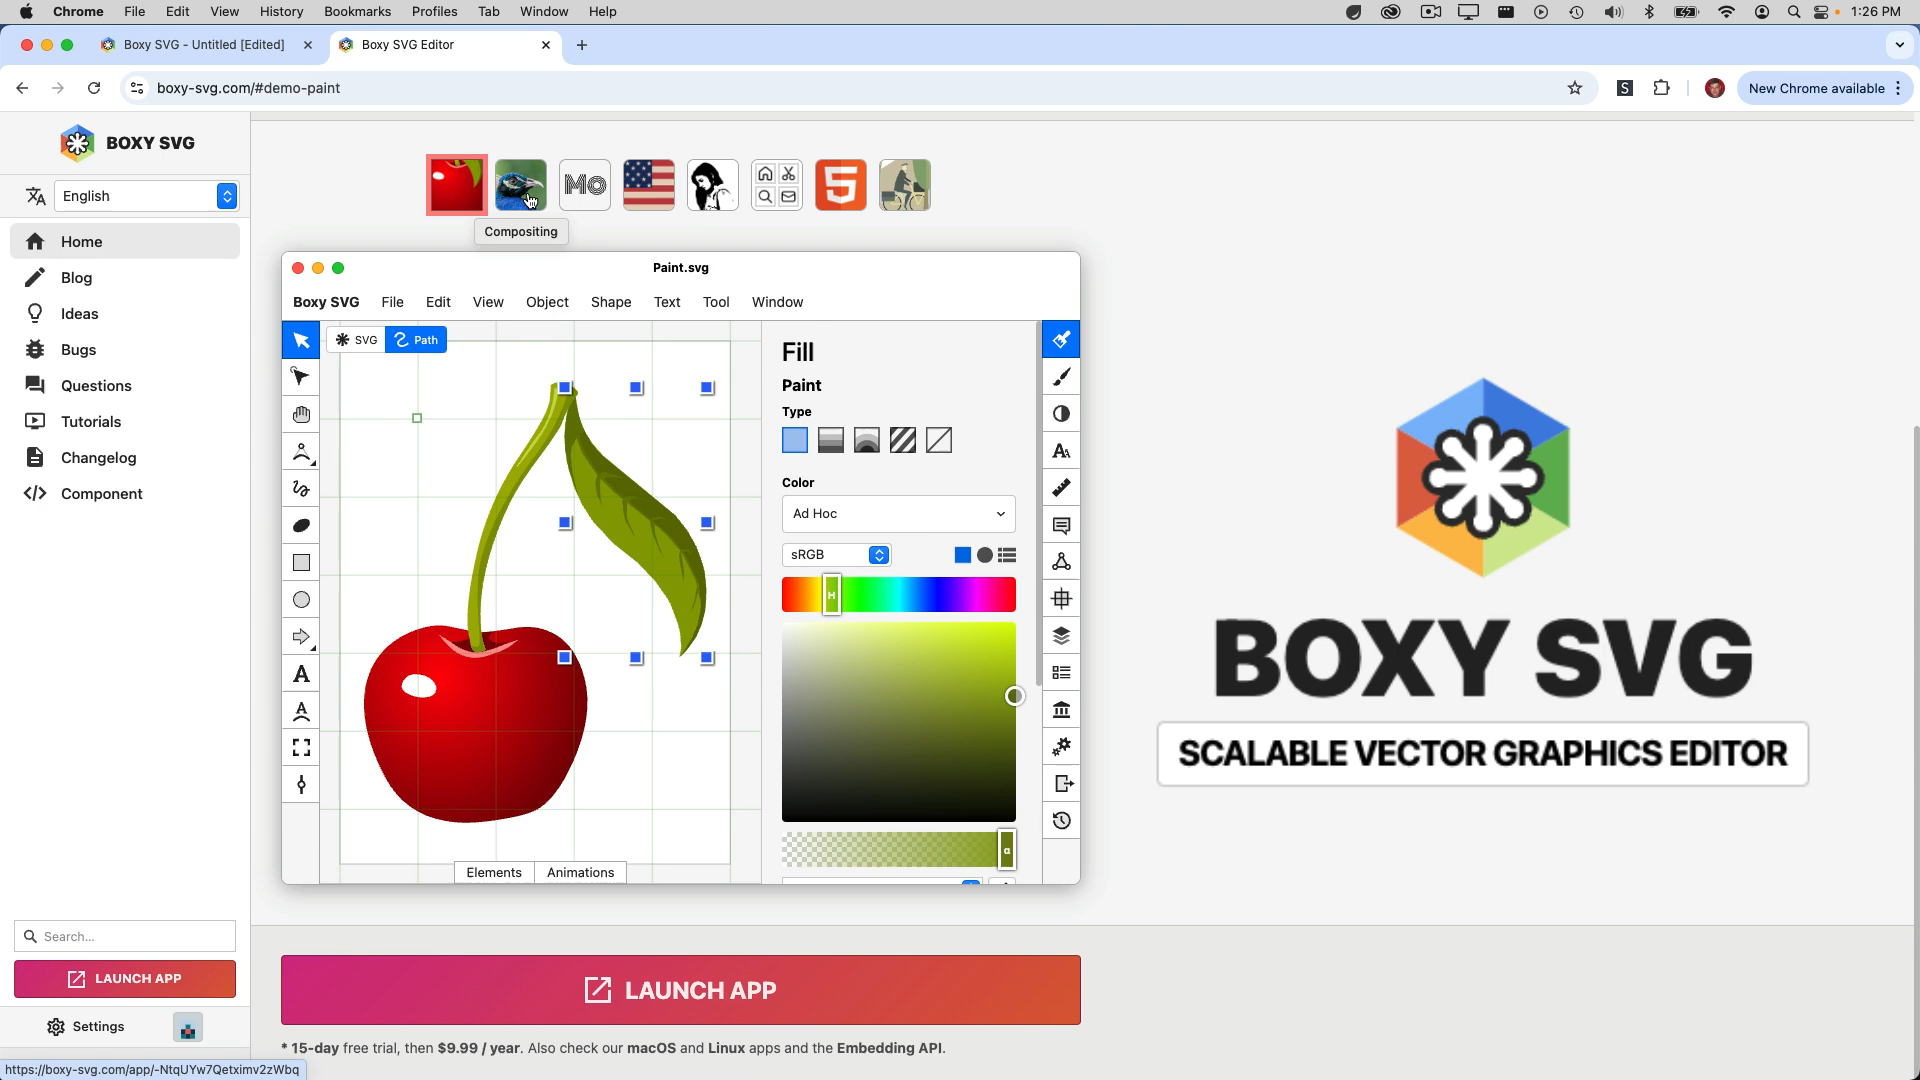 Chrome File Edit View History Bookmarks Profiles Tab Window Help 1:26 PM
Boxy SVG - Untitled [Edited] Boxy SVG Editor
boxy-svg.com/#demo-paint S New Chrome available
BOXY SVG
English
Home
Blog
Ideas
Bugs
Questions
Tutorials
Changelog
Component
Search...
LAUNCH APP
Settings
https://boxy-svg.com/app/-NtqUYw7Qetximv2zWbq
Mo
5
Compositing
Paint.svg
Boxy SVG File Edit View Object Shape Text Tool Window
SVG Path
Fill
Paint
Type
Color
Ad Hoc
sRGB
H
α
Elements Animations
BOXY SVG
SCALABLE VECTOR GRAPHICS EDITOR
LAUNCH APP
* 15-day free trial, then $9.99 / year. Also check our macOS and Linux apps and the Embedding API.